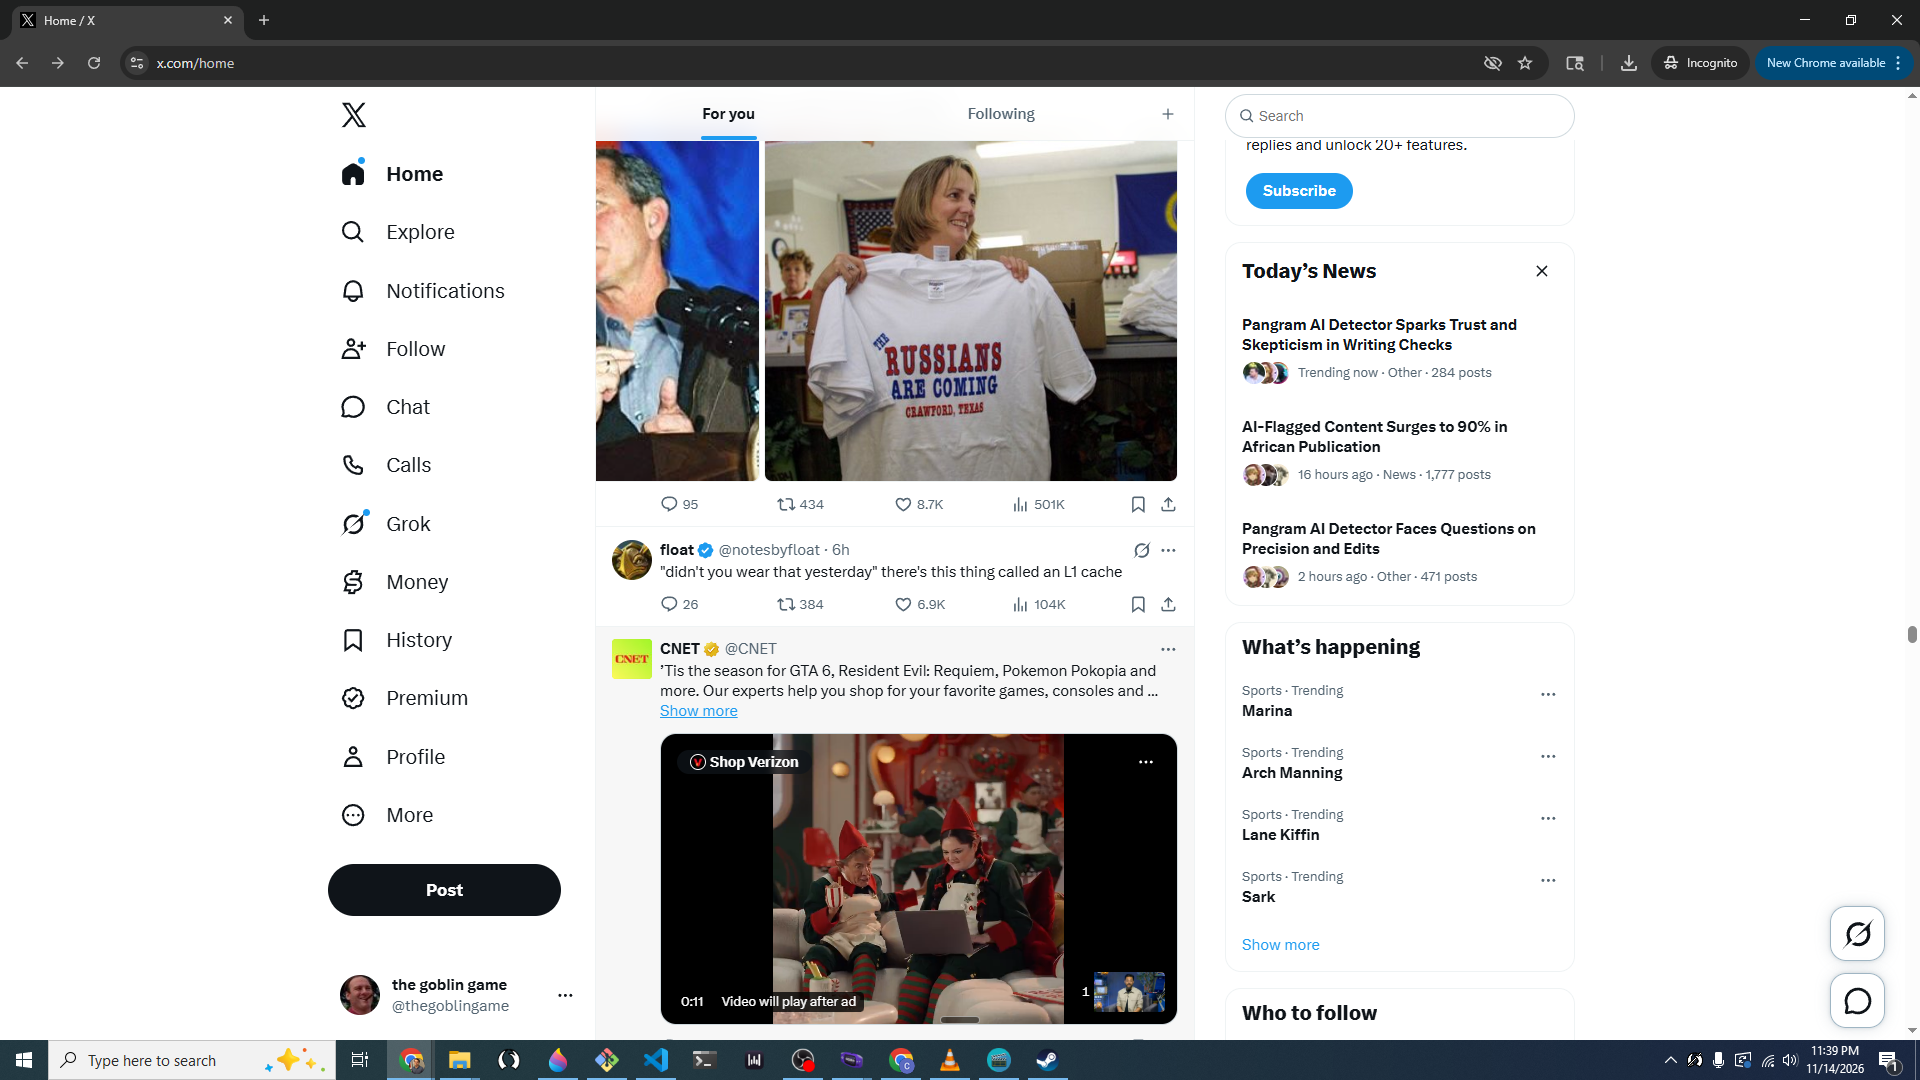 Home / X
x.com/home
Incognito
New Chrome available
Home
Explore
Notifications
Follow
Chat
Calls
Grok
Money
History
Premium
Profile
More
Post
the goblin game
@thegoblingame
For you
Following
THE
RUSSIANS
ARE COMING
CRAWFORD, TEXAS
95
434
8.7K
501K
float @notesbyfloat · 6h
"didn't you wear that yesterday" there's this thing called an L1 cache
26
384
6.9K
104K
CNET
CNET @CNET
’Tis the season for GTA 6, Resident Evil: Requiem, Pokemon Pokopia and
more. Our experts help you shop for your favorite games, consoles and ...
Show more
Shop Verizon
0:11 Video will play after ad
1
Search
replies and unlock 20+ features.
Subscribe
Today’s News
Pangram AI Detector Sparks Trust and
Skepticism in Writing Checks
Trending now · Other · 284 posts
AI-Flagged Content Surges to 90% in
African Publication
16 hours ago · News · 1,777 posts
Pangram AI Detector Faces Questions on
Precision and Edits
2 hours ago · Other · 471 posts
What’s happening
Sports · Trending
Marina
Sports · Trending
Arch Manning
Sports · Trending
Lane Kiffin
Sports · Trending
Sark
Show more
Who to follow
Type here to search
11:39 PM
11/14/2026
1